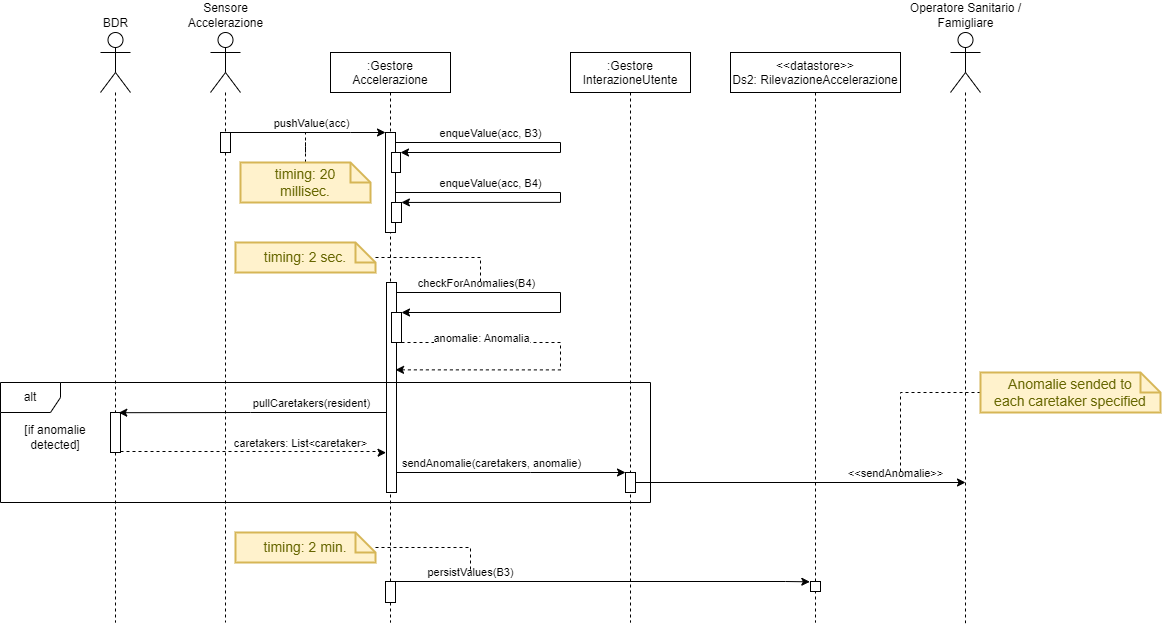 BDR
Sensore
Accelerazione
:Gestore
Accelerazione
:Gestore
InterazioneUtente
<<datastore>>
Ds2: RilevazioneAccelerazione
Operatore Sanitario /
Famigliare
pushValue(acc)
enqueValue(acc, B3)
timing: 20
millisec.
enqueValue(acc, B4)
timing: 2 sec.
checkForAnomalies(B4)
anomalie: Anomalia
alt
[if anomalie
detected]
pullCaretakers(resident)
caretakers: List<caretaker>
sendAnomalie(caretakers, anomalie)
<<sendAnomalie>>
Anomalie sended to
each caretaker specified
timing: 2 min.
persistValues(B3)